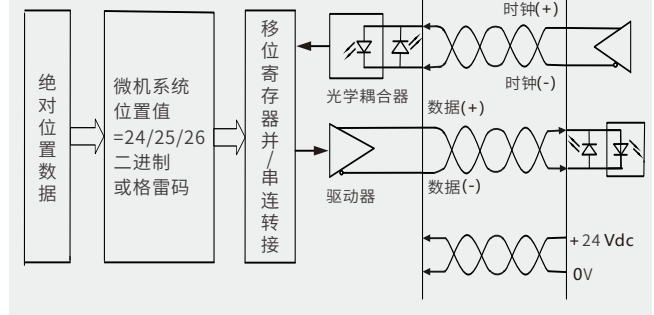 绝对位置数据
微机系统
位置值
=24/25/26
二进制
或格雷码
移位寄存器并/串连转接
光学耦合器
驱动器
时钟(+)
时钟(-)
数据(+)
数据(-)
+24 Vdc
0V